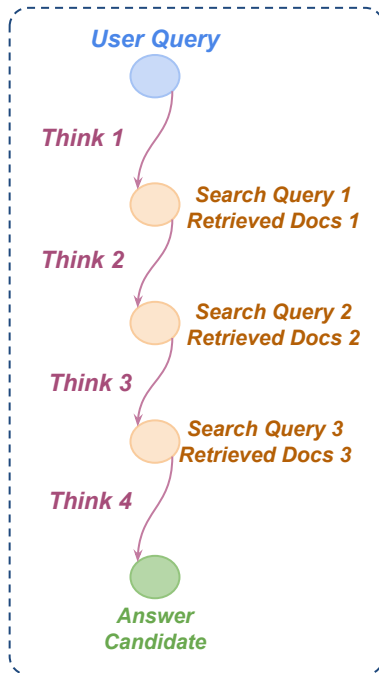 User Query
Think 1
Search Query 1
Retrieved Docs 1
Think 2
Search Query 2
Retrieved Docs 2
Think 3
Search Query 3
Retrieved Docs 3
Think 4
Answer
Candidate